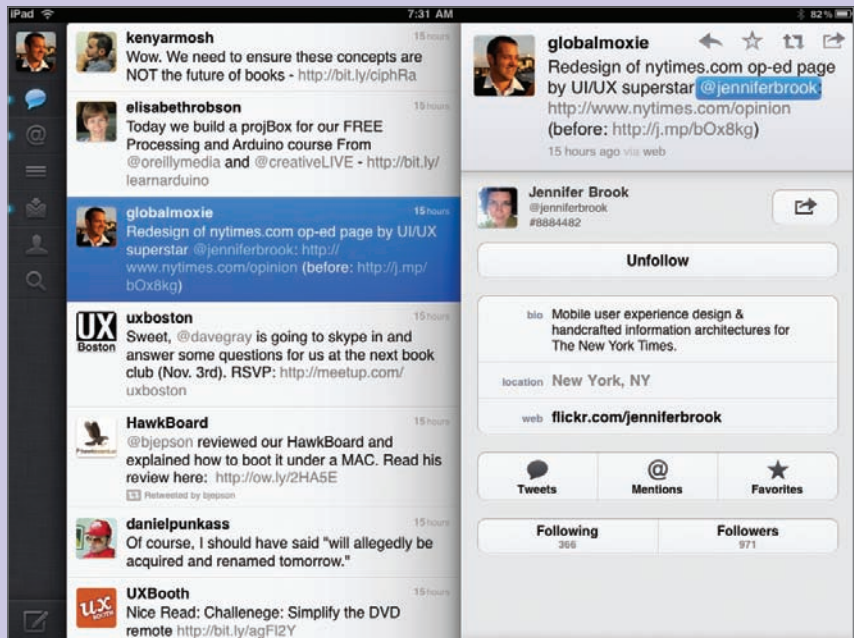 iPad
7:31 AM
82%
kenyarmosh
15 hours
Wow. We need to ensure these concepts are
NOT the future of books - http://bit.ly/ciphRa
elisabethrobson
15 hours
Today we build a projBox for our FREE
Processing and Arduino course From
@oreillymedia and @creativeLIVE - http://bit.ly/
learnarduino
globalmoxie
15 hours
Redesign of nytimes.com op-ed page by UI/UX
superstar @jenniferbrook: http://
www.nytimes.com/opinion (before: http://j.mp/
bOx8kg)
UX
Boston
uxboston
15 hours
Sweet, @davegray is going to skype in and
answer some questions for us at the next book
club (Nov. 3rd). RSVP: http://meetup.com/
uxboston
HawkBoard
15 hours
@bjepson reviewed our HawkBoard and
explained how to boot it under a MAC. Read his
review here: http://ow.ly/2HA5E
Retweeted by bjepson
danielpunkass
15 hours
Of course, I should have said "will allegedly be
acquired and renamed tomorrow."
UX
BOOTH
UXBooth
15 hours
Nice Read: Challenege: Simplify the DVD
remote http://bit.ly/agFl2Y
globalmoxie
Redesign of nytimes.com op-ed page
by UI/UX superstar @jenniferbrook:
http://www.nytimes.com/opinion
(before: http://j.mp/bOx8kg)
15 hours ago via web
Jennifer Brook
@jenniferbrook
#8884482
Unfollow
bio Mobile user experience design &
handcrafted information architectures for
The New York Times.
location New York, NY
web flickr.com/jenniferbrook
Tweets
@
Mentions
Favorites
Following
366
Followers
971